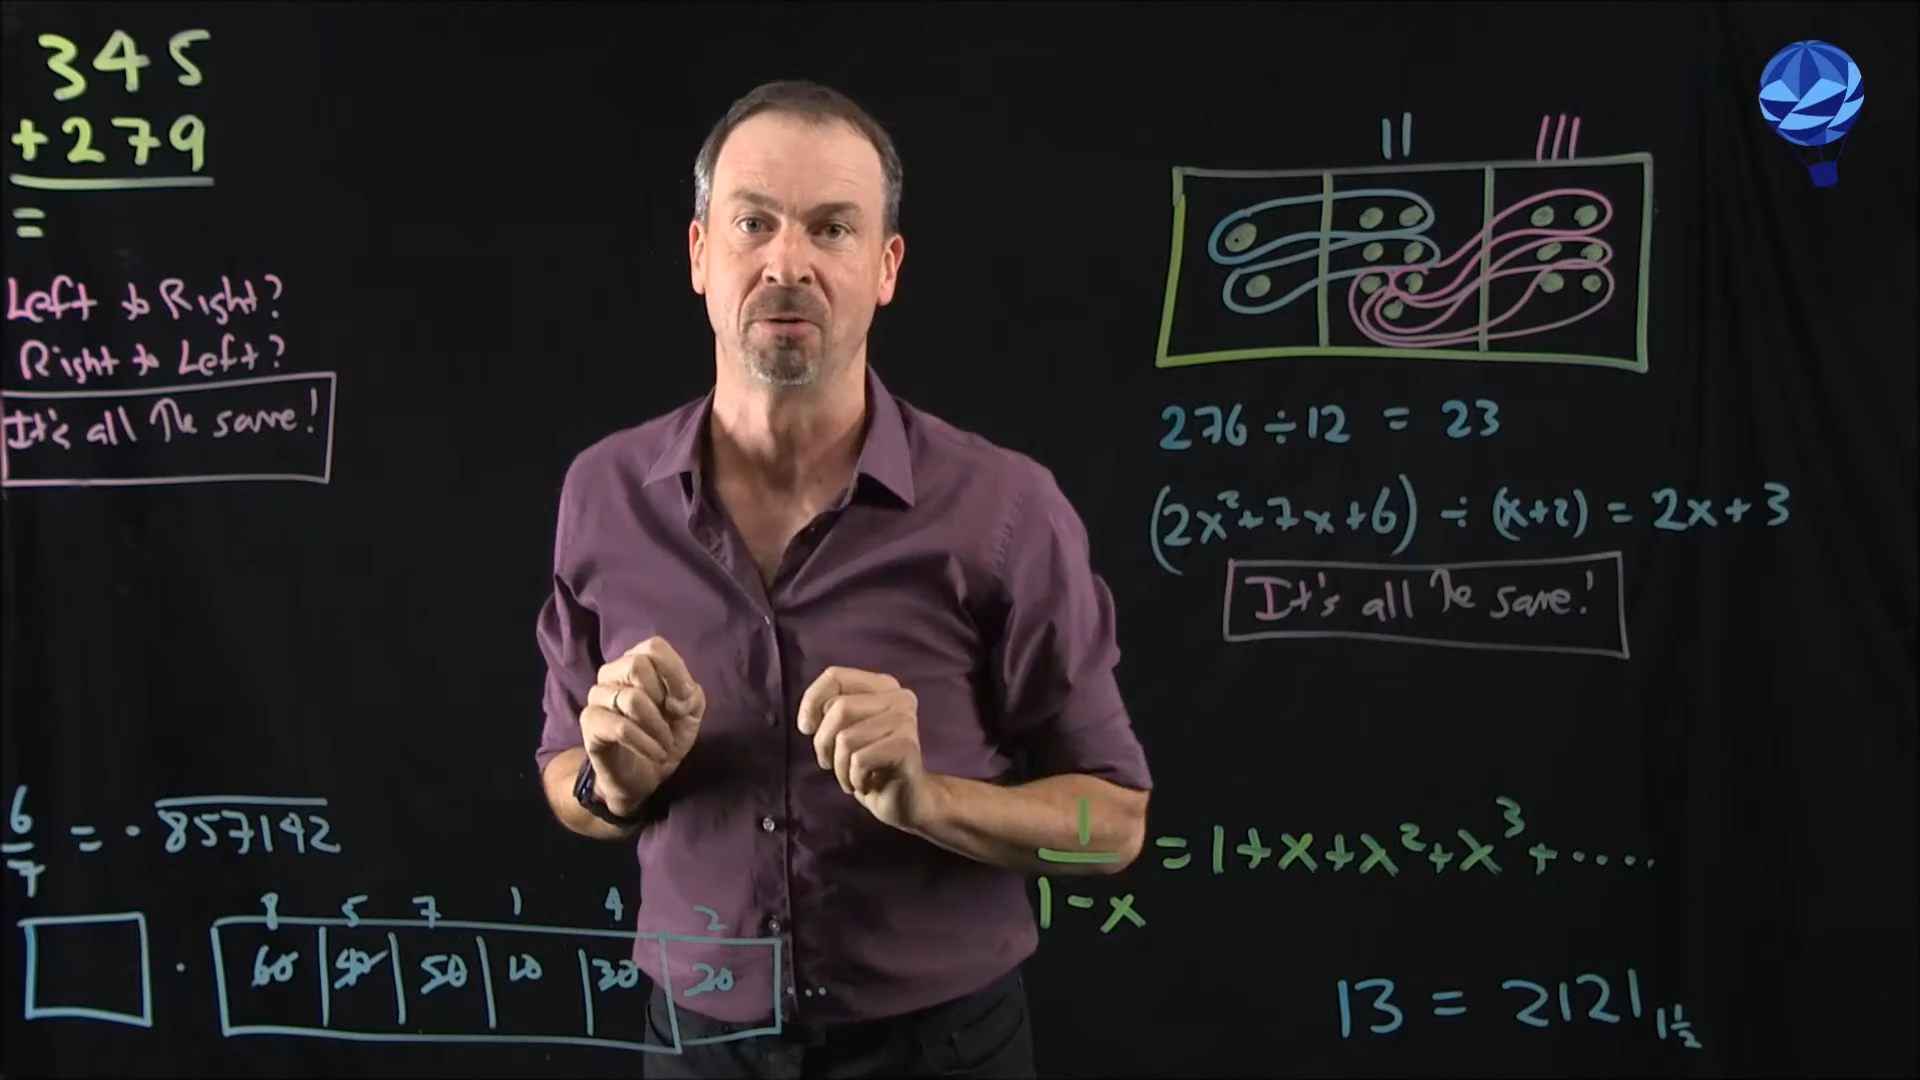 345
+279
=
Left to Right?
Right to Left?
It's all the same!
6/7 = .857142
8 5 7 1 4 2
60 40 50 10 30 20 ...
|| |||
276 ÷ 12 = 23
(2x²+7x+6) ÷ (x+2) = 2x+3
It's all the same!
1/(1-x) = 1+x+x²+x³+.....
13 = 2121 1½